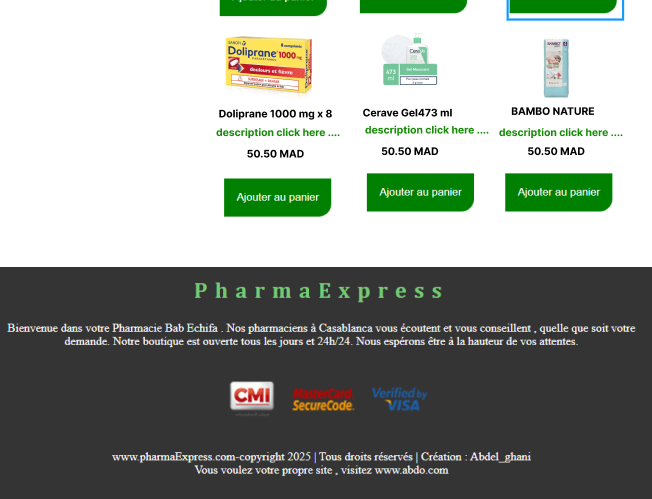 Ajouter au panier
SANOFI
8 comprimés
Doliprane 1000 mg
PARACÉTAMOL
douleurs et fièvre
CeraVe
473
ml
Gel Moussant
BAMBO
Doliprane 1000 mg x 8
Cerave Gel473 ml
BAMBO NATURE
description click here ....
description click here ....
description click here ....
50.50 MAD
50.50 MAD
50.50 MAD
Ajouter au panier
Ajouter au panier
Ajouter au panier
PharmaExpress
Bienvenue dans votre Pharmacie Bab Echifa . Nos pharmaciens à Casablanca vous écoutent et vous conseillent , quelle que soit votre
demande. Notre boutique est ouverte tous les jours et 24h/24. Nous espérons être à la hauteur de vos attentes.
CMI
MasterCard.
SecureCode.
Verified by
VISA
www.pharmaExpress.com-copyright 2025 | Tous droits réservés | Création : Abdel_ghani
Vous voulez votre propre site , visitez www.abdo.com